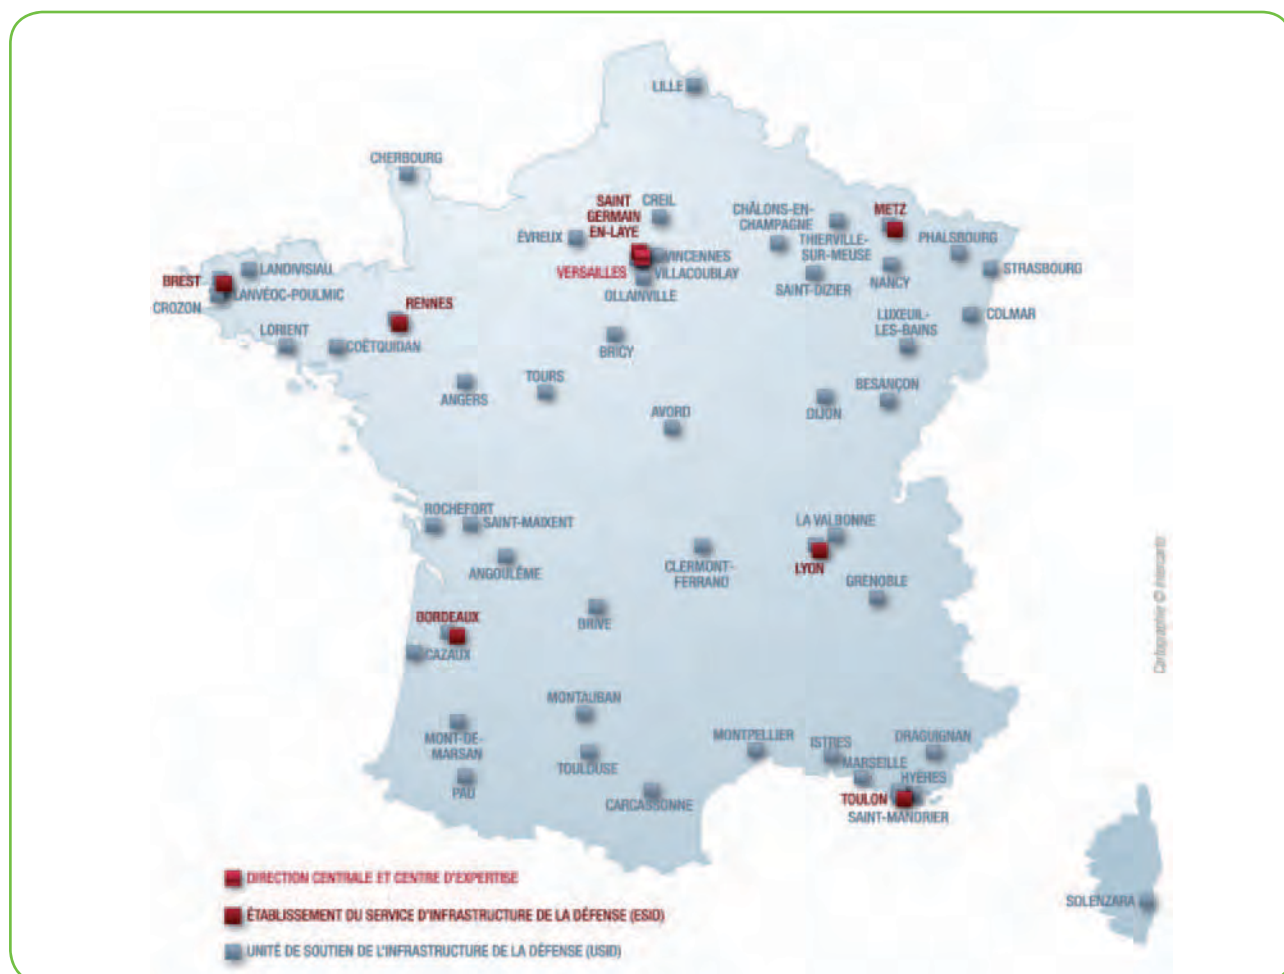 LILLE
CHERBOURG
SAINT
GERMAIN
EN-LAYE
CREIL
CHÂLONS-EN-
CHAMPAGNE
METZ
ÉVREUX
THIERVILLE-
SUR-MEUSE
PHALSBOURG
VINCENNES
VERSAILLES
VILLACOUBLAY
STRASBOURG
LANDIVISIAU
BREST
OLLAINVILLE
SAINT-DIZIER
NANCY
LANVÉOC-POULMIC
CROZON
RENNES
LUXEUIL-
LES-BAINS
COLMAR
LORIENT
COËTQUIDAN
BRICY
TOURS
BESANÇON
ANGERS
AVORD
DIJON
ROCHEFORT
SAINT-MAIXENT
LA VALBONNE
ANGOULÊME
CLERMONT-
FERRAND
LYON
GRENOBLE
BORDEAUX
BRIVE
CAZAUX
MONTAUBAN
MONT-DE-
MARSAN
MONTPELLIER
ISTRES
DRAGUIGNAN
TOULOUSE
MARSEILLE
HYÈRES
PAU
CARCASSONNE
TOULON
SAINT-MANDRIER
SOLENZARA
DIRECTION CENTRALE ET CENTRE D'EXPERTISE
ÉTABLISSEMENT DU SERVICE D'INFRASTRUCTURE DE LA DÉFENSE (ESID)
UNITÉ DE SOUTIEN DE L'INFRASTRUCTURE DE LA DÉFENSE (USID)
Cartographie © Intercarto